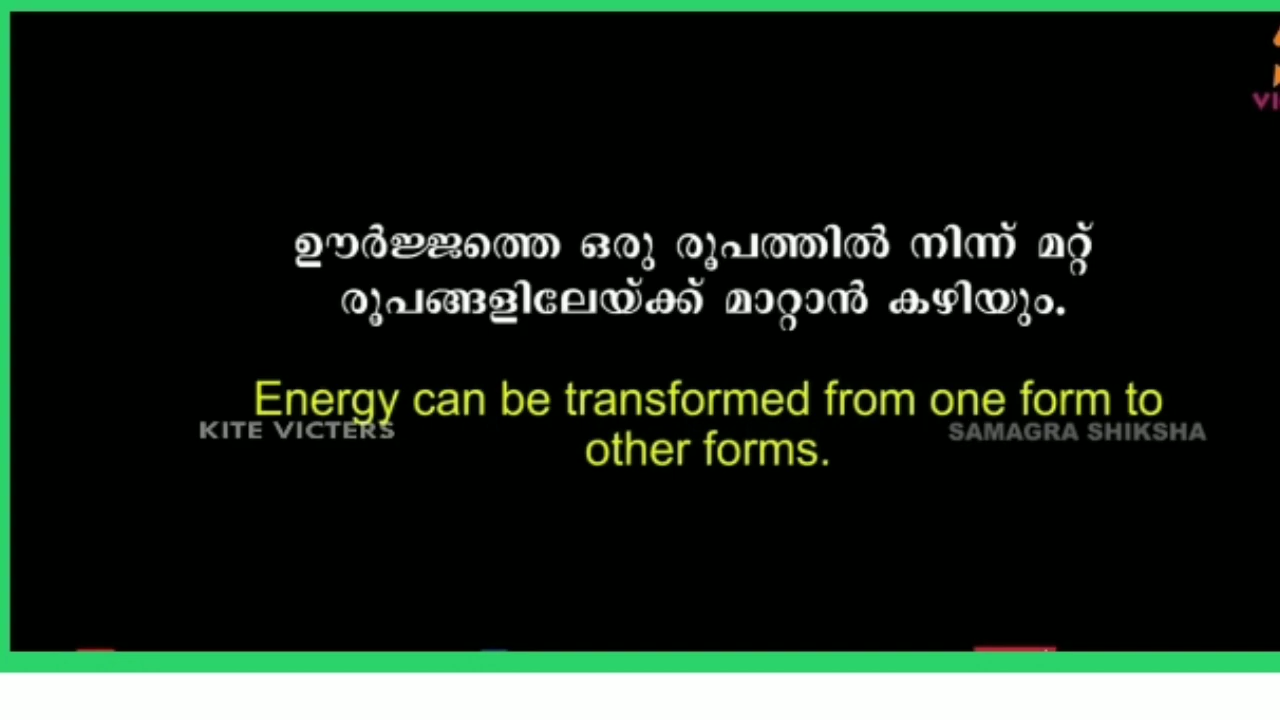 ഊർജ്ജത്തെ ഒരു രൂപത്തിൽ നിന്ന് മറ്റ്
രൂപങ്ങളിലേയ്ക്ക് മാറ്റാൻ കഴിയും.
Energy can be transformed from one form to
KITE VICTERS
SAMAGRA SHIKSHA
other forms.